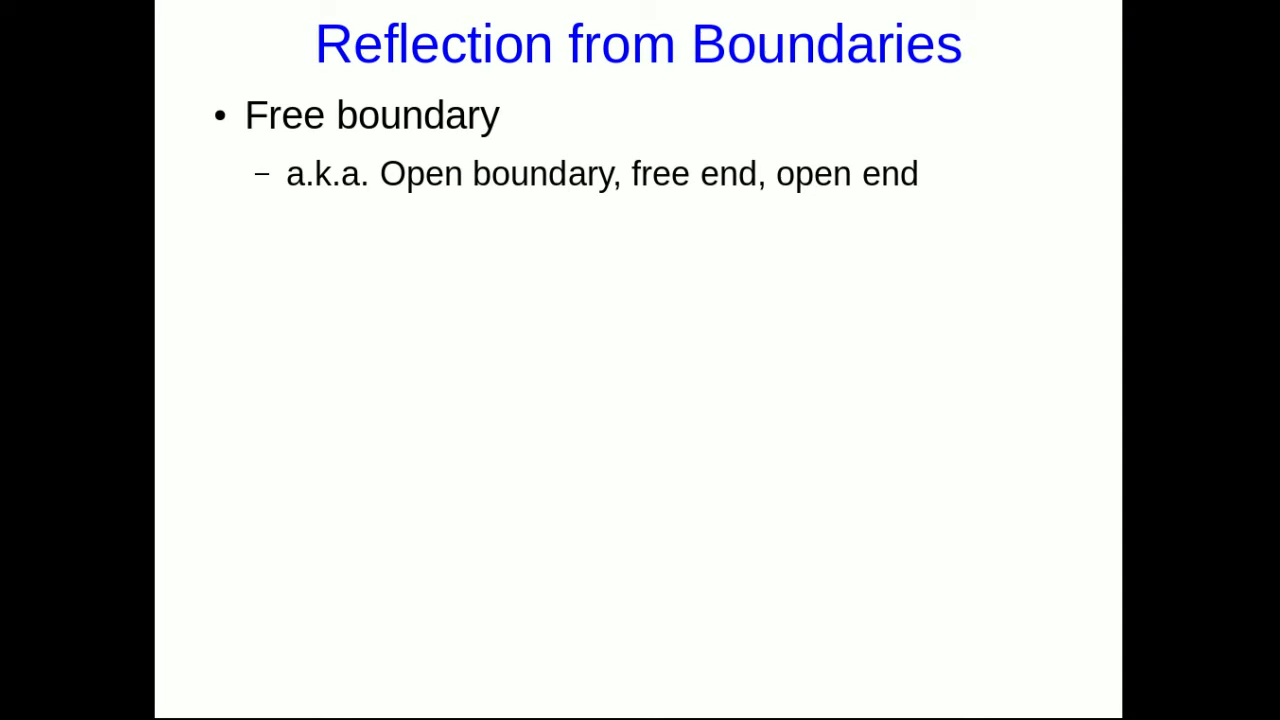 Reflection from Boundaries
• Free boundary
– a.k.a. Open boundary, free end, open end